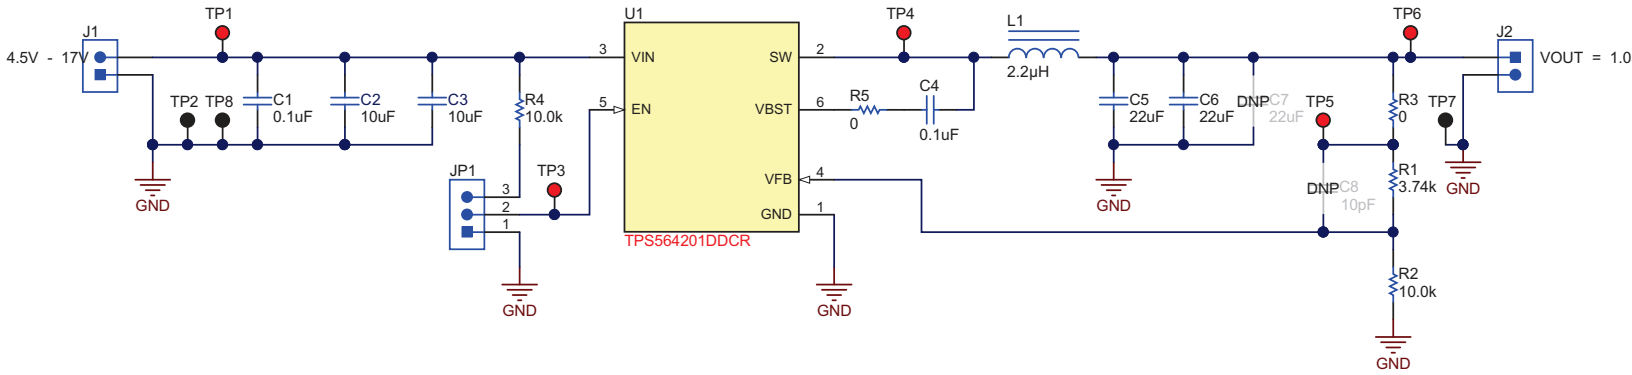 TP1
U1
TP4
L1
TP6
J1
J2
4.5V - 17V
3
VIN
SW
2
VOUT = 1.0
2.2µH
TP2
TP8
C1
0.1uF
C2
10uF
C3
10uF
R4
10.0k
5
EN
VBST
6
R5
0
C4
0.1uF
C5
22uF
C6
22uF
DNP
C7
22uF
TP5
R3
0
TP7
GND
JP1
3
2
1
TP3
VFB
4
GND
1
TPS564201DDCR
GND
DNP
C8
10pF
R1
3.74k
GND
GND
GND
R2
10.0k
GND